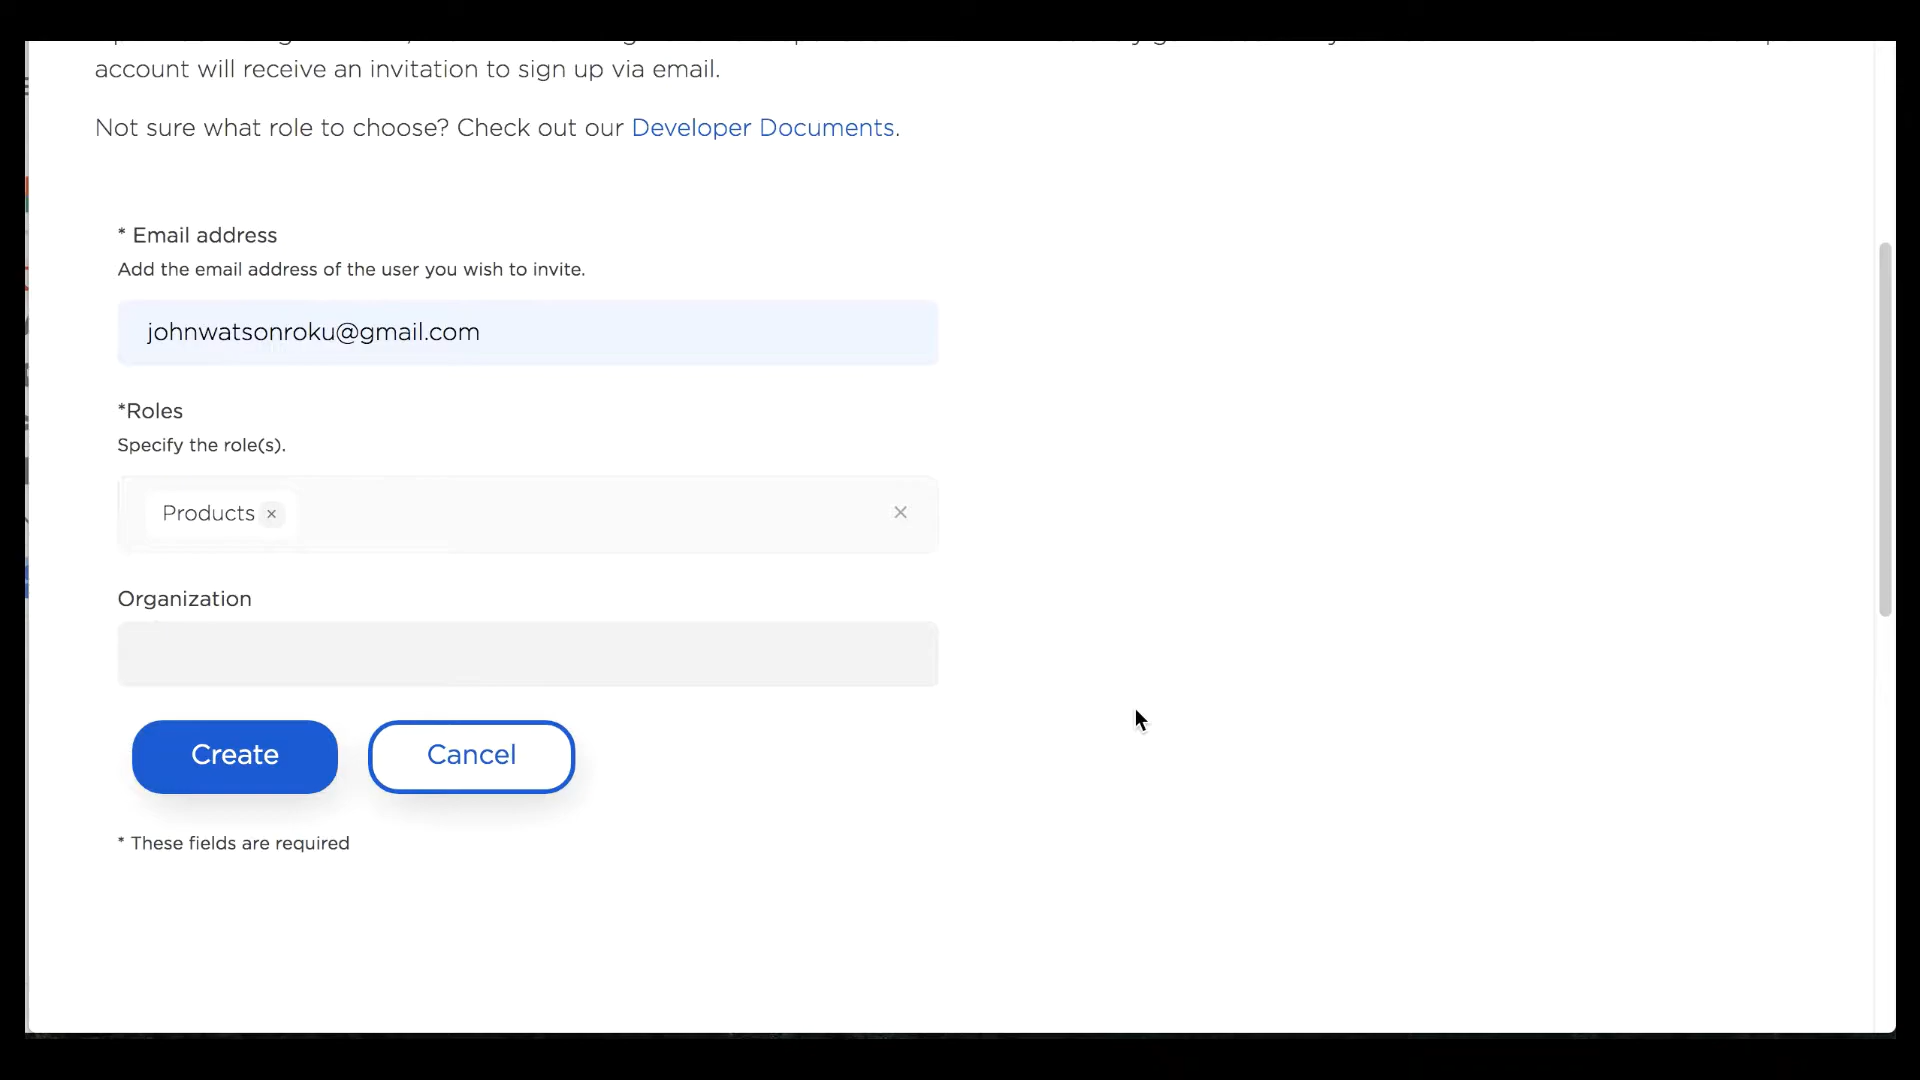 account will receive an invitation to sign up via email.
Not sure what role to choose? Check out our Developer Documents.
* Email address
Add the email address of the user you wish to invite.
johnwatsonroku@gmail.com
*Roles
Specify the role(s).
Products ×
Organization
Create
Cancel
* These fields are required